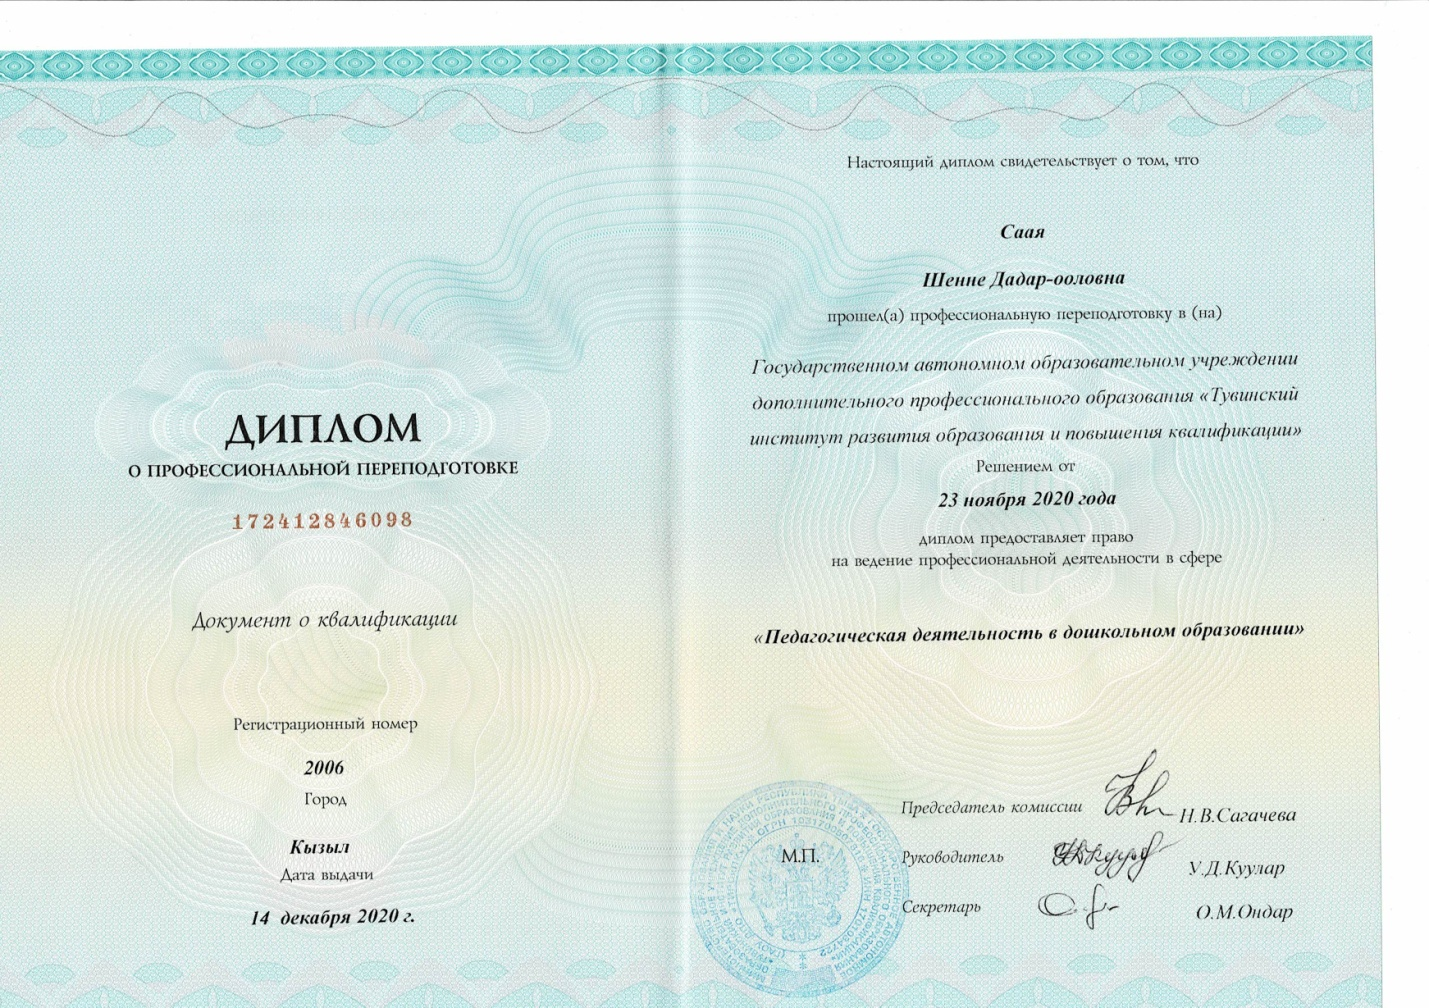 ДИПЛОМ
О ПРОФЕССИОНАЛЬНОЙ ПЕРЕПОДГОТОВКЕ
172412846098
Документ о квалификации
Регистрационный номер
2006
Город
Кызыл
Дата выдачи
14 декабря 2020 г.
Настоящий диплом свидетельствует о том, что
Саая
Шенне Дадар-ооловна
прошел(а) профессиональную переподготовку в (на)
Государственном автономном образовательном учреждении
дополнительного профессионального образования «Тувинский
институт развития образования и повышения квалификации»
Решением от
23 ноября 2020 года
диплом предоставляет право
на ведение профессиональной деятельности в сфере
«Педагогическая деятельность в дошкольном образовании»
Председатель комиссии Н.В.Сагачева
М.П.
Руководитель У.Д.Куулар
Секретарь О.М.Ондар